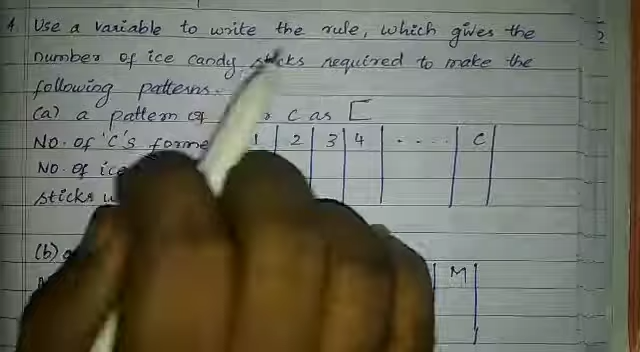 4. Use a variable to write the rule, which gives the
number of ice candy sticks required to make the
following patterns.
(a) a pattern of C as [
No. of 'C's forme 1 2 3 4 .... C
No. of ice
sticks u
(b)
M